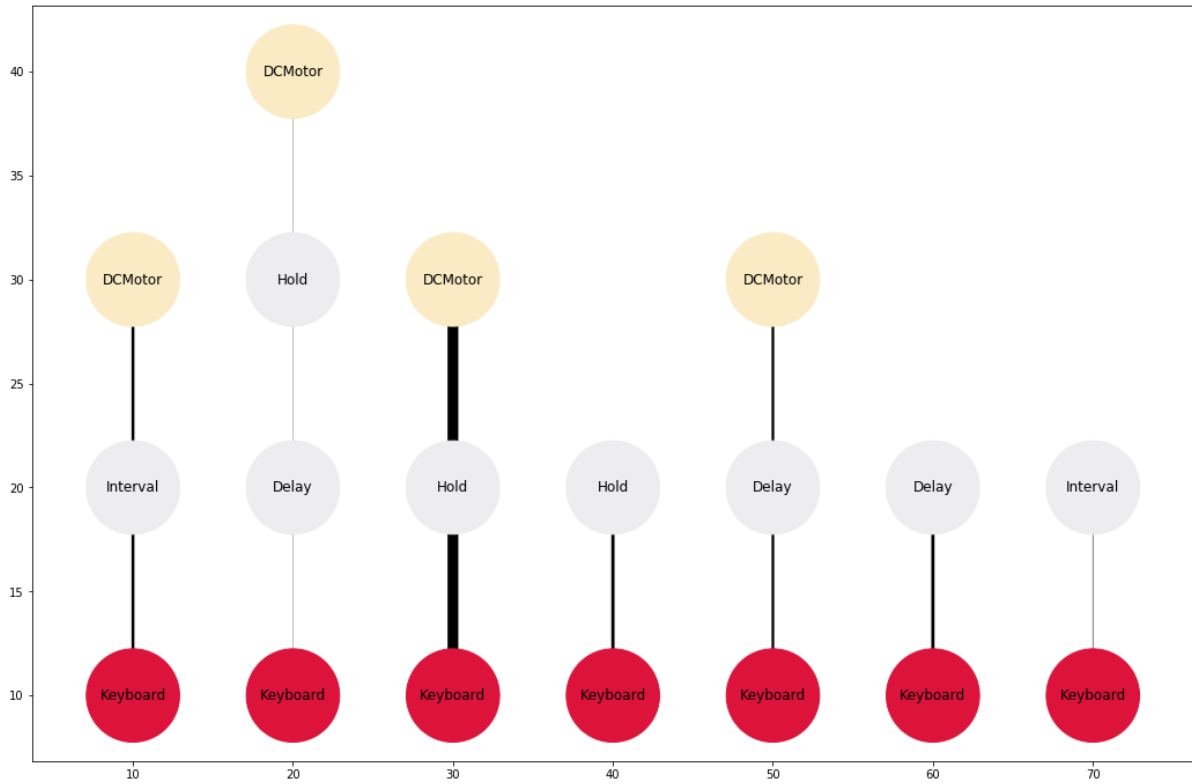 40
DCMotor
35
30
DCMotor
Hold
DCMotor
DCMotor
25
20
Interval
Delay
Hold
Hold
Delay
Delay
Interval
15
10
Keyboard
Keyboard
Keyboard
Keyboard
Keyboard
Keyboard
Keyboard
10 20 30 40 50 60 70